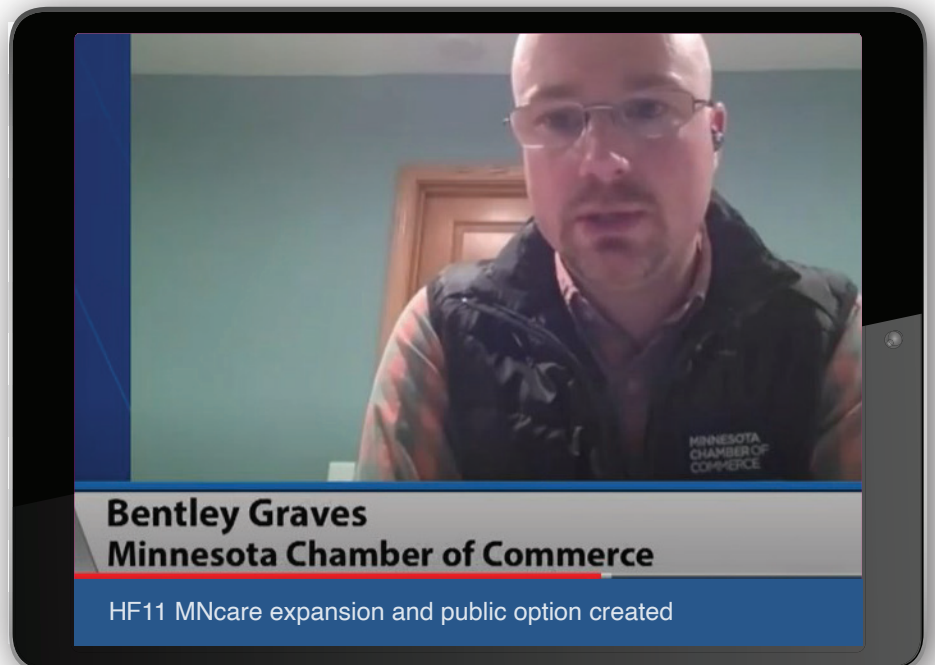 MINNESOTA
CHAMBER OF
COMMERCE
Bentley Graves
Minnesota Chamber of Commerce
HF11 MNcare expansion and public option created